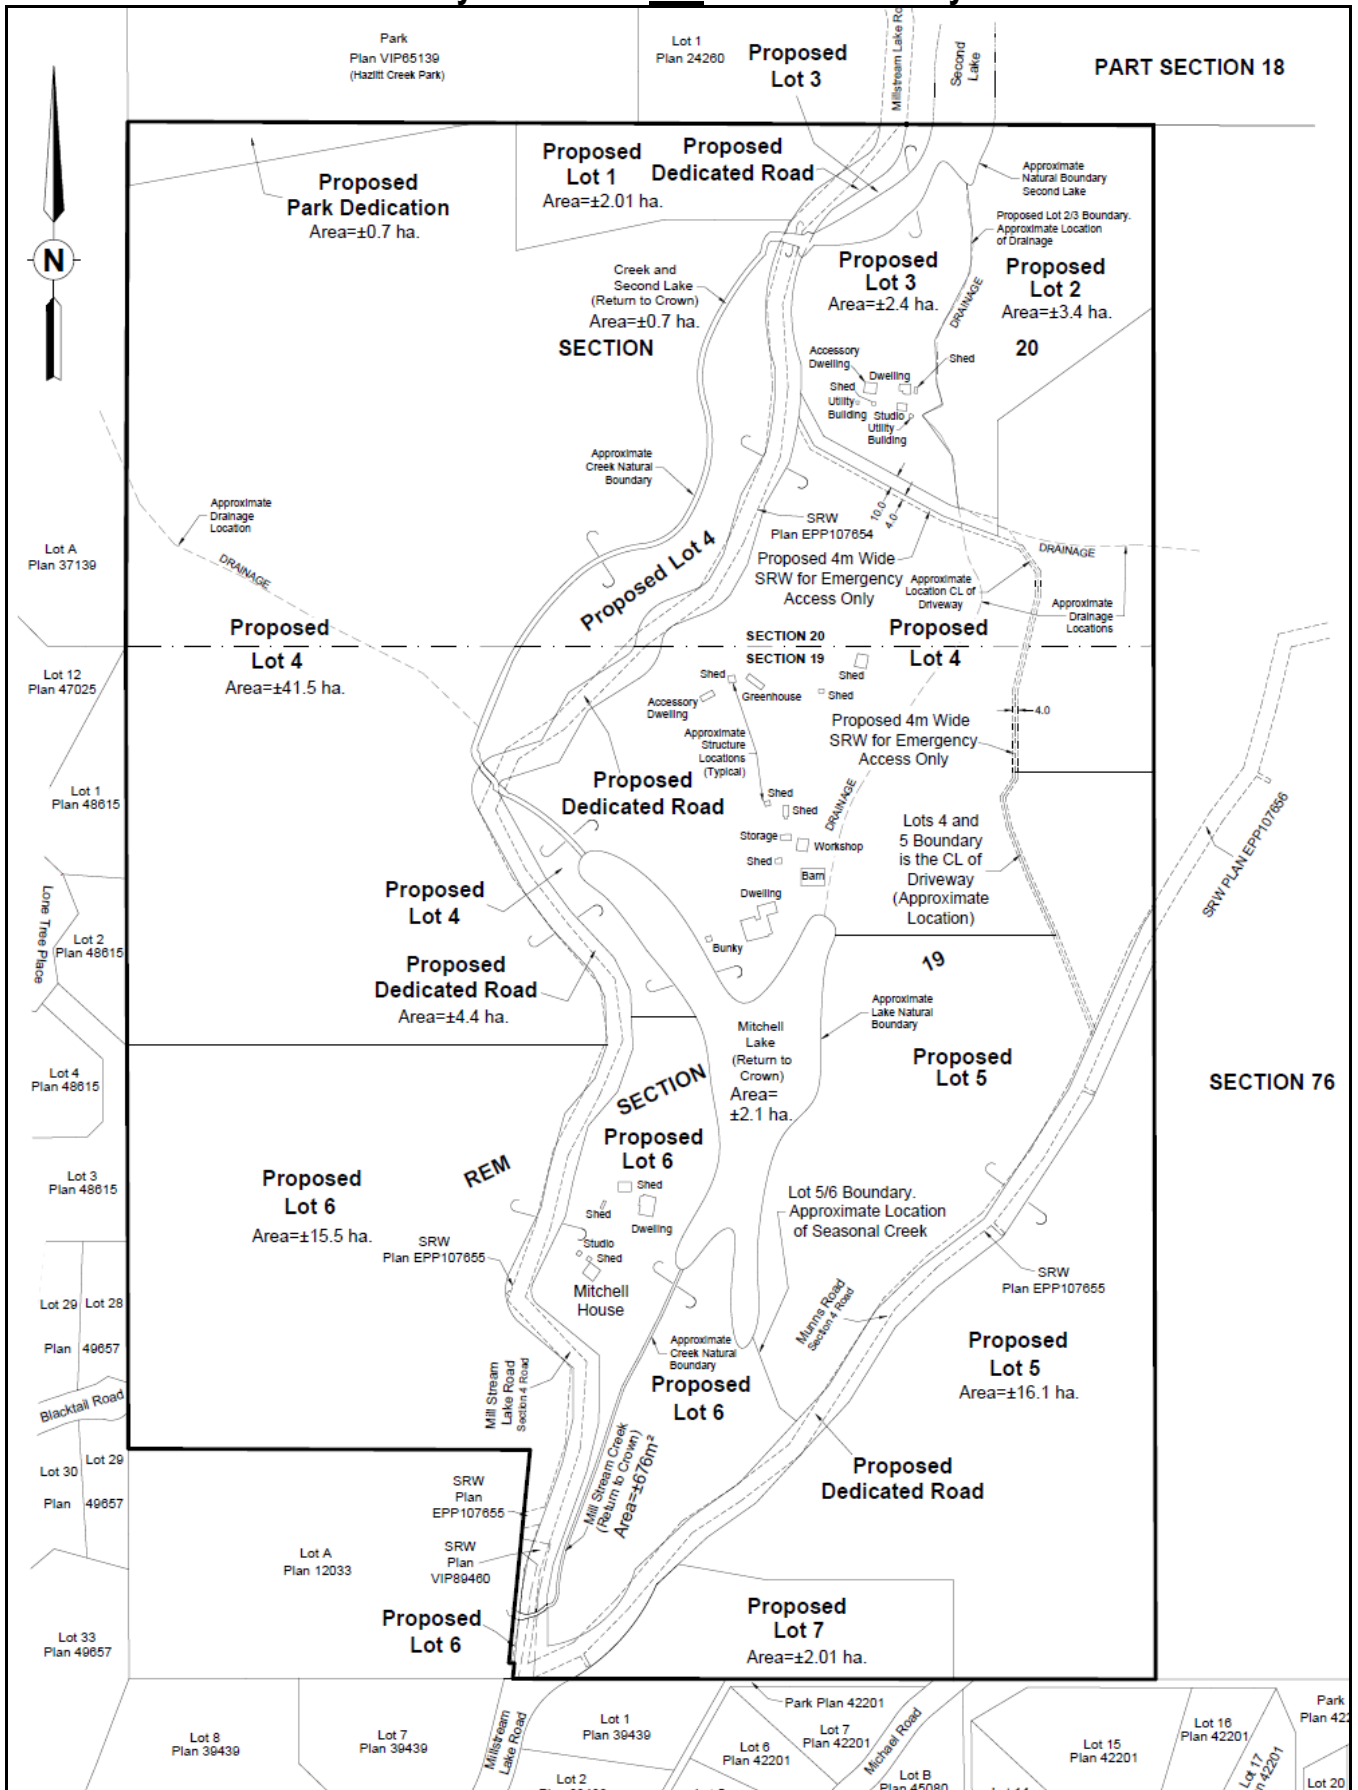 Park
Plan VIP65139
(Hazlitt Creek Park)
Lot 1
Plan 24260
Proposed
Lot 3
Millstream Lake Ro
Second
Lake
PART SECTION 18
N
Proposed
Park Dedication
Area=±0.7 ha.
Proposed
Lot 1
Area=±2.01 ha.
Proposed
Dedicated Road
Approximate
Natural Boundary
Second Lake
Proposed Lot 2/3 Boundary.
Approximate Location
of Drainage
Proposed
Lot 3
Area=±2.4 ha.
Proposed
Lot 2
Area=±3.4 ha.
DRAINAGE
Creek and
Second Lake
(Return to Crown)
Area=±0.7 ha.
SECTION
20
Accessory
Dwelling
Dwelling
Shed
Shed
Utility
Building
Studio
Utility
Building
Approximate
Creek Natural
Boundary
Approximate
Drainage
Location
DRAINAGE
10.0
4.0
SRW
Plan EPP107654
Proposed 4m Wide
SRW for Emergency
Access Only
Approximate
Location CL of
Driveway
DRAINAGE
Approximate
Drainage
Locations
Lot A
Plan 37139
Proposed Lot 4
Proposed
Lot 4
Area=±41.5 ha.
SECTION 20
SECTION 19
Proposed
Lot 4
Lot 12
Plan 47025
Shed
Greenhouse
Shed
Shed
Accessory
Dwelling
Approximate
Structure
Locations
(Typical)
Proposed 4m Wide
SRW for Emergency
Access Only
4.0
Lot 1
Plan 48615
Proposed
Dedicated Road
Shed
Shed
DRAINAGE
Storage
Workshop
Shed
Barn
Dwelling
Bunky
Lots 4 and
5 Boundary
is the CL of
Driveway
(Approximate
Location)
SRW PLAN EPP107656
Proposed
Lot 4
Lone Tree Place
Lot 2
Plan 48615
Proposed
Dedicated Road
Area=±4.4 ha.
19
Approximate
Lake Natural
Boundary
Mitchell
Lake
(Return to
Crown)
Area=
±2.1 ha.
Proposed
Lot 5
Lot 4
Plan 48615
SECTION 76
SECTION
Proposed
Lot 6
REM
Lot 3
Plan 48615
Proposed
Lot 6
Area=±15.5 ha.
Shed
Shed
Dwelling
Studio
Shed
Mitchell
House
Lot 5/6 Boundary.
Approximate Location
of Seasonal Creek
SRW
Plan EPP107655
SRW
Plan EPP107655
Lot 29
Lot 28
Plan
49657
Munns Road
Section 4 Road
Approximate
Creek Natural
Boundary
Proposed
Lot 6
Proposed
Lot 5
Area=±16.1 ha.
Mill Stream
Lake Road
Section 4 Road
Blacktail Road
Mill Stream Creek
(Return to Crown)
Area=±676m²
Lot 30
Lot 29
Plan
49657
SRW
Plan
EPP107655
Proposed
Dedicated Road
SRW
Plan
VIP89460
Lot A
Plan 12033
Proposed
Lot 6
Proposed
Lot 7
Area=±2.01 ha.
Lot 33
Plan 49657
Park Plan 42201
Park
Plan 422
Lot 8
Plan 39439
Lot 7
Plan 39439
Millstream
Lake Road
Lot 1
Plan 39439
Lot 6
Plan 42201
Lot 7
Plan 42201
Michael Road
Lot 15
Plan 42201
Lot 16
Plan 42201
Lot 17
n 42201
Lot 2
Lot B
Plan 45080
Lot 20